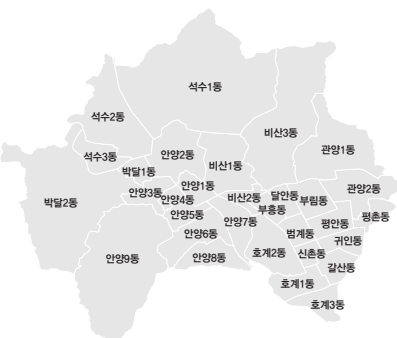 석수1동
석수2동
비산3동
관양1동
석수3동
안양2동
비산1동
박달1동
안양1동
관양2동
안양3동
안양4동
비산2동
달안동
부림동
박달2동
부흥동
평촌동
안양5동
안양7동
평안동
안양6동
범계동
귀인동
안양9동
안양8동
호계2동
신촌동
갈산동
호계1동
호계3동